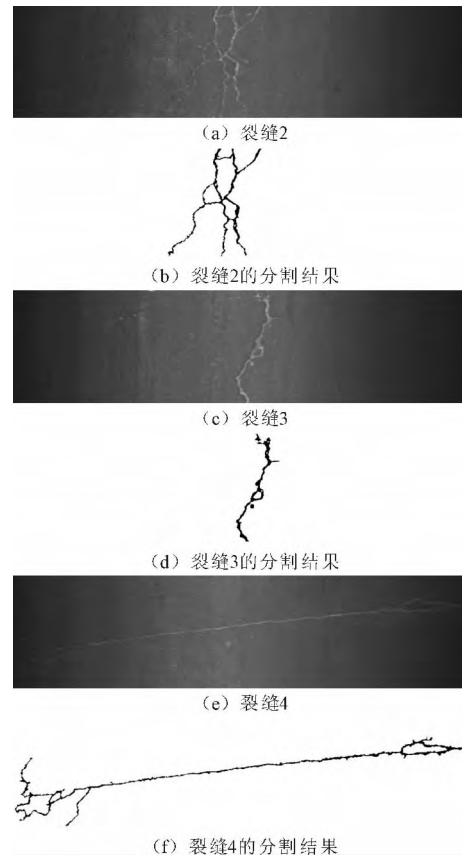 (a) 裂缝2
(b) 裂缝2的分割结果
(c) 裂缝3
(d) 裂缝3的分割结果
(e) 裂缝4
(f) 裂缝4的分割结果